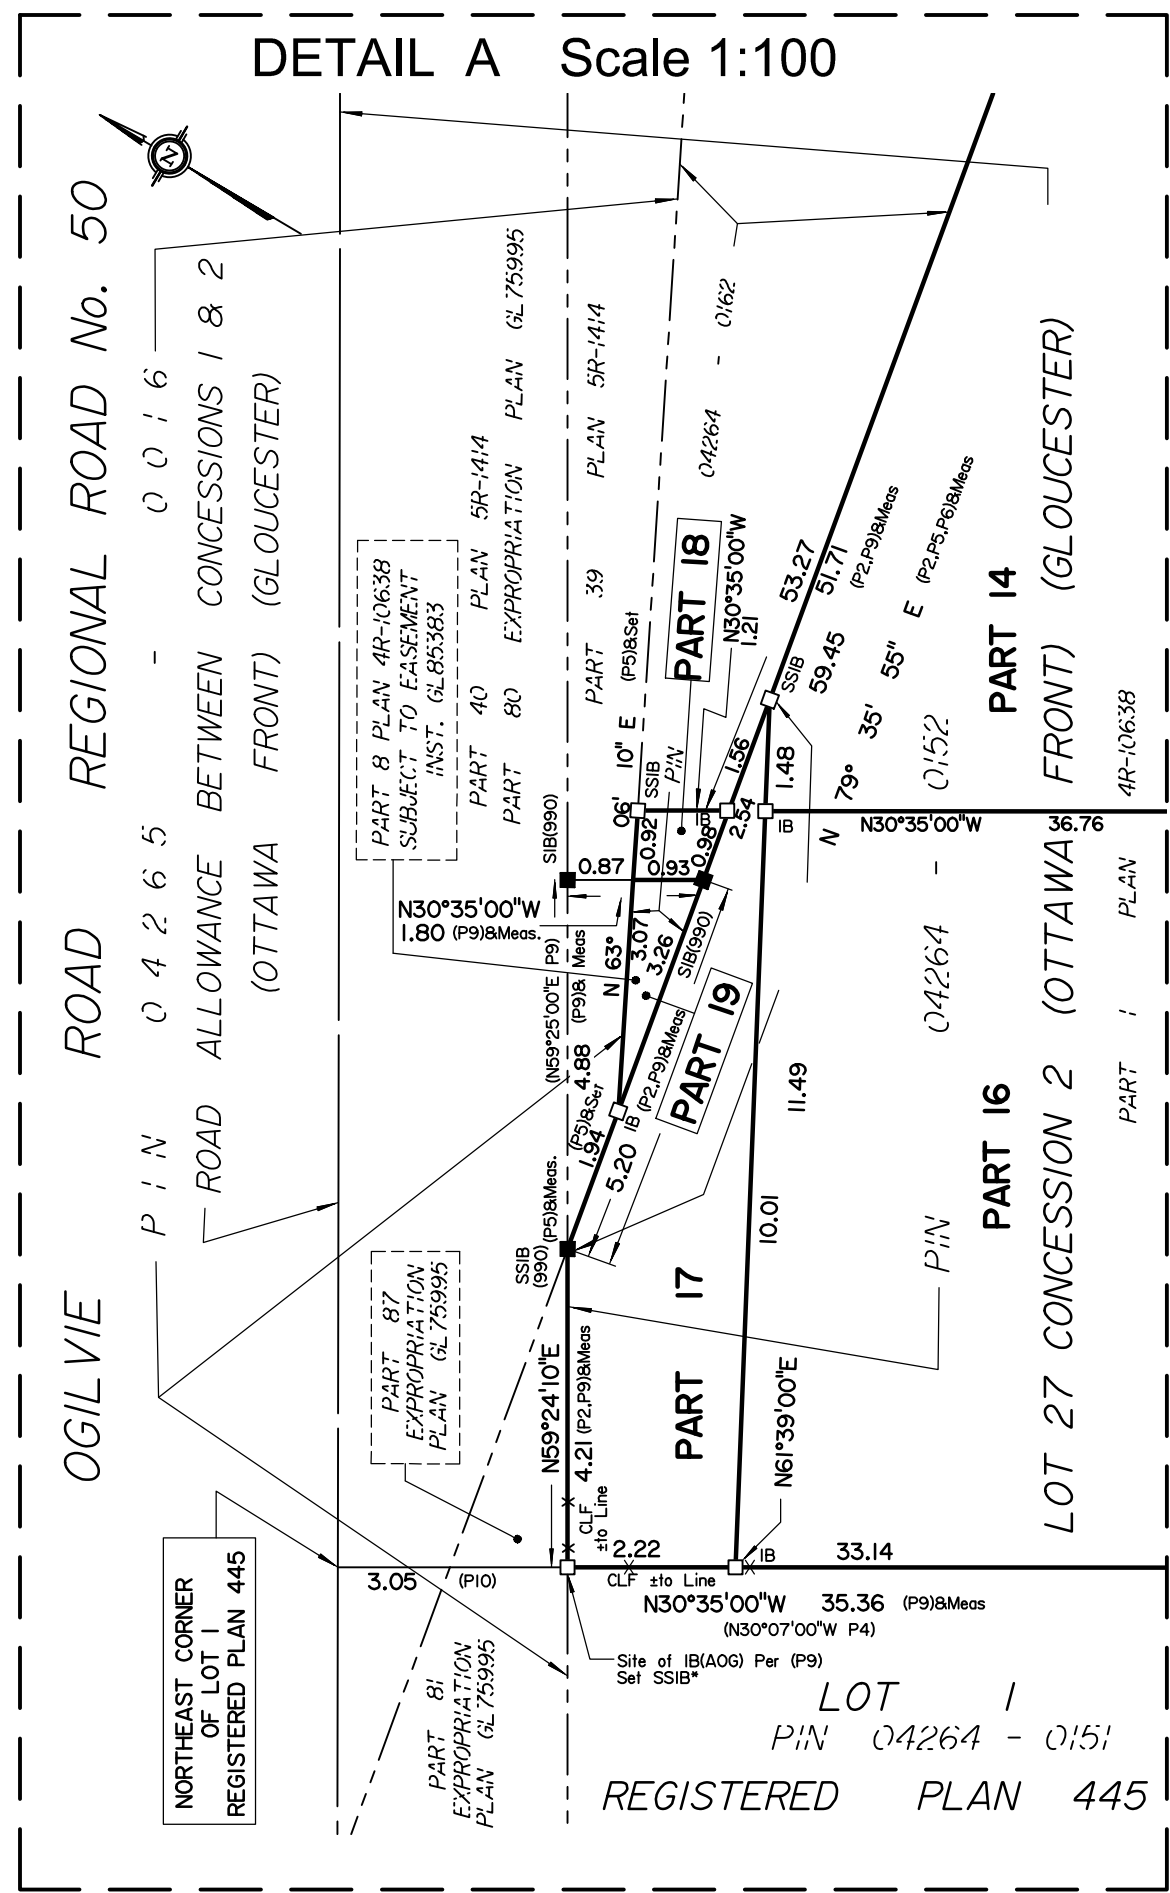 DETAIL A Scale 1:100
N
OGILVIE ROAD REGIONAL ROAD No. 50
PIN 04265 - 0016
ROAD ALLOWANCE BETWEEN CONCESSIONS 1 & 2
(OTTAWA FRONT) (GLOUCESTER)
PART 8 PLAN 4R-10638
SUBJECT TO EASEMENT
INST. GL85383
PART 40 PLAN 5R-1414
PART 80 EXPROPRIATION PLAN GL75995
PART 39 PLAN 5R-1414
PIN 04264 - 0162
PART 18
N30°35'00"W
1.21
53.27
51.71
(P2,P9)&Meas
59.45
N 79° 35' 55" E (P2,P5,P6)&Meas
SSIB
N 63° 06' 10" E
(P5)&Set
SSIB
SIB(990)
0.87
0.93
0.92
0.98
IB
1.56
2.54
1.48
IB
N30°35'00"W 36.76
N30°35'00"W
1.80 (P9)&Meas.
(N59°25'00"E P9)
(P9)& Meas
4.88
(P5)&Set
3.07
3.26
SIB(990)
IB (P2,P9)&Meas
1.94
5.20
PART 19
(P5)&Meas.
SSIB
(990)
11.49
10.01
PART 14
PART 16
PIN 04264 - 0152
LOT 27 CONCESSION 2 (OTTAWA FRONT) (GLOUCESTER)
PART 1 PLAN 4R-10638
PART 17
PART 87
EXPROPRIATION
PLAN GL75995
N59°24'10"E
4.21 (P2,P9)&Meas
CLF
±to Line
N61°39'00"E
NORTHEAST CORNER
OF LOT 1
REGISTERED PLAN 445
3.05 (P10)
2.22
CLF ±to Line
IB
33.14
N30°35'00"W 35.36 (P9)&Meas
(N30°07'00"W P4)
Site of IB(AOG) Per (P9)
Set SSIB*
PART 81
EXPROPRIATION
PLAN GL75995
LOT 1
PIN 04264 - 0151
REGISTERED PLAN 445